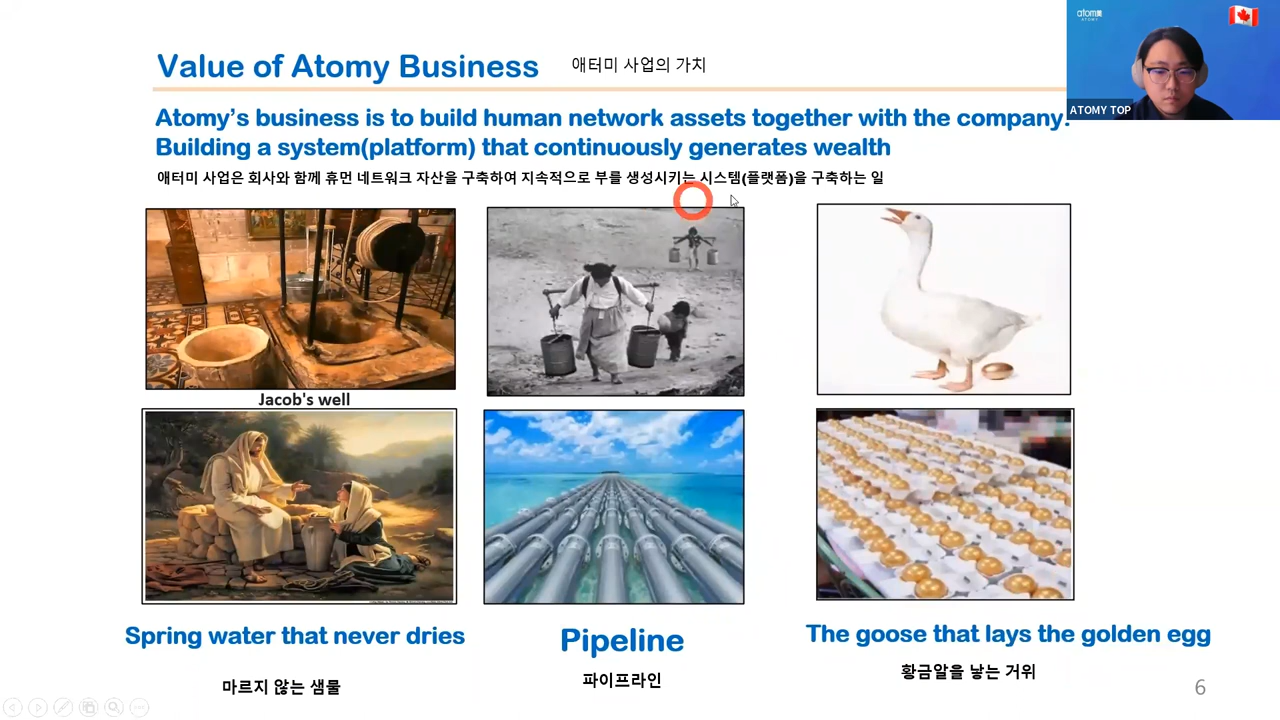 Value of Atomy Business
애터미 사업의 가치
atom美
ATOMY
ATOMY TOP
Atomy's business is to build human network assets together with the company.
Building a system(platform) that continuously generates wealth
애터미 사업은 회사와 함께 휴먼 네트워크 자산을 구축하여 지속적으로 부를 생성시키는 시스템(플랫폼)을 구축하는 일
Jacob's well
Spring water that never dries
마르지 않는 샘물
Pipeline
파이프라인
The goose that lays the golden egg
황금알을 낳는 거위
6